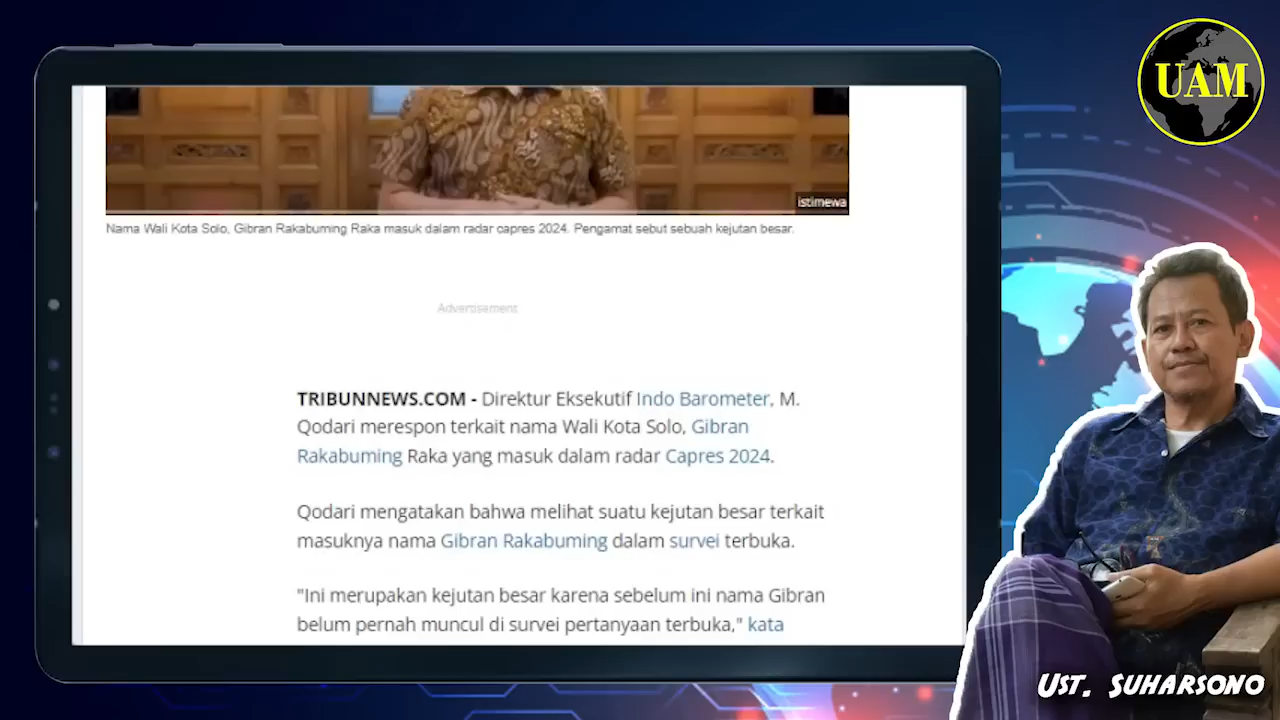 UAM
istimewa
Nama Wali Kota Solo, Gibran Rakabuming Raka masuk dalam radar capres 2024. Pengamat sebut sebuah kejutan besar.
Advertisement
TRIBUNNEWS.COM - Direktur Eksekutif Indo Barometer, M.
Qodari merespon terkait nama Wali Kota Solo, Gibran
Rakabuming Raka yang masuk dalam radar Capres 2024.
Qodari mengatakan bahwa melihat suatu kejutan besar terkait
masuknya nama Gibran Rakabuming dalam survei terbuka.
"Ini merupakan kejutan besar karena sebelum ini nama Gibran
belum pernah muncul di survei pertanyaan terbuka," kata
UST. SUHARSONO